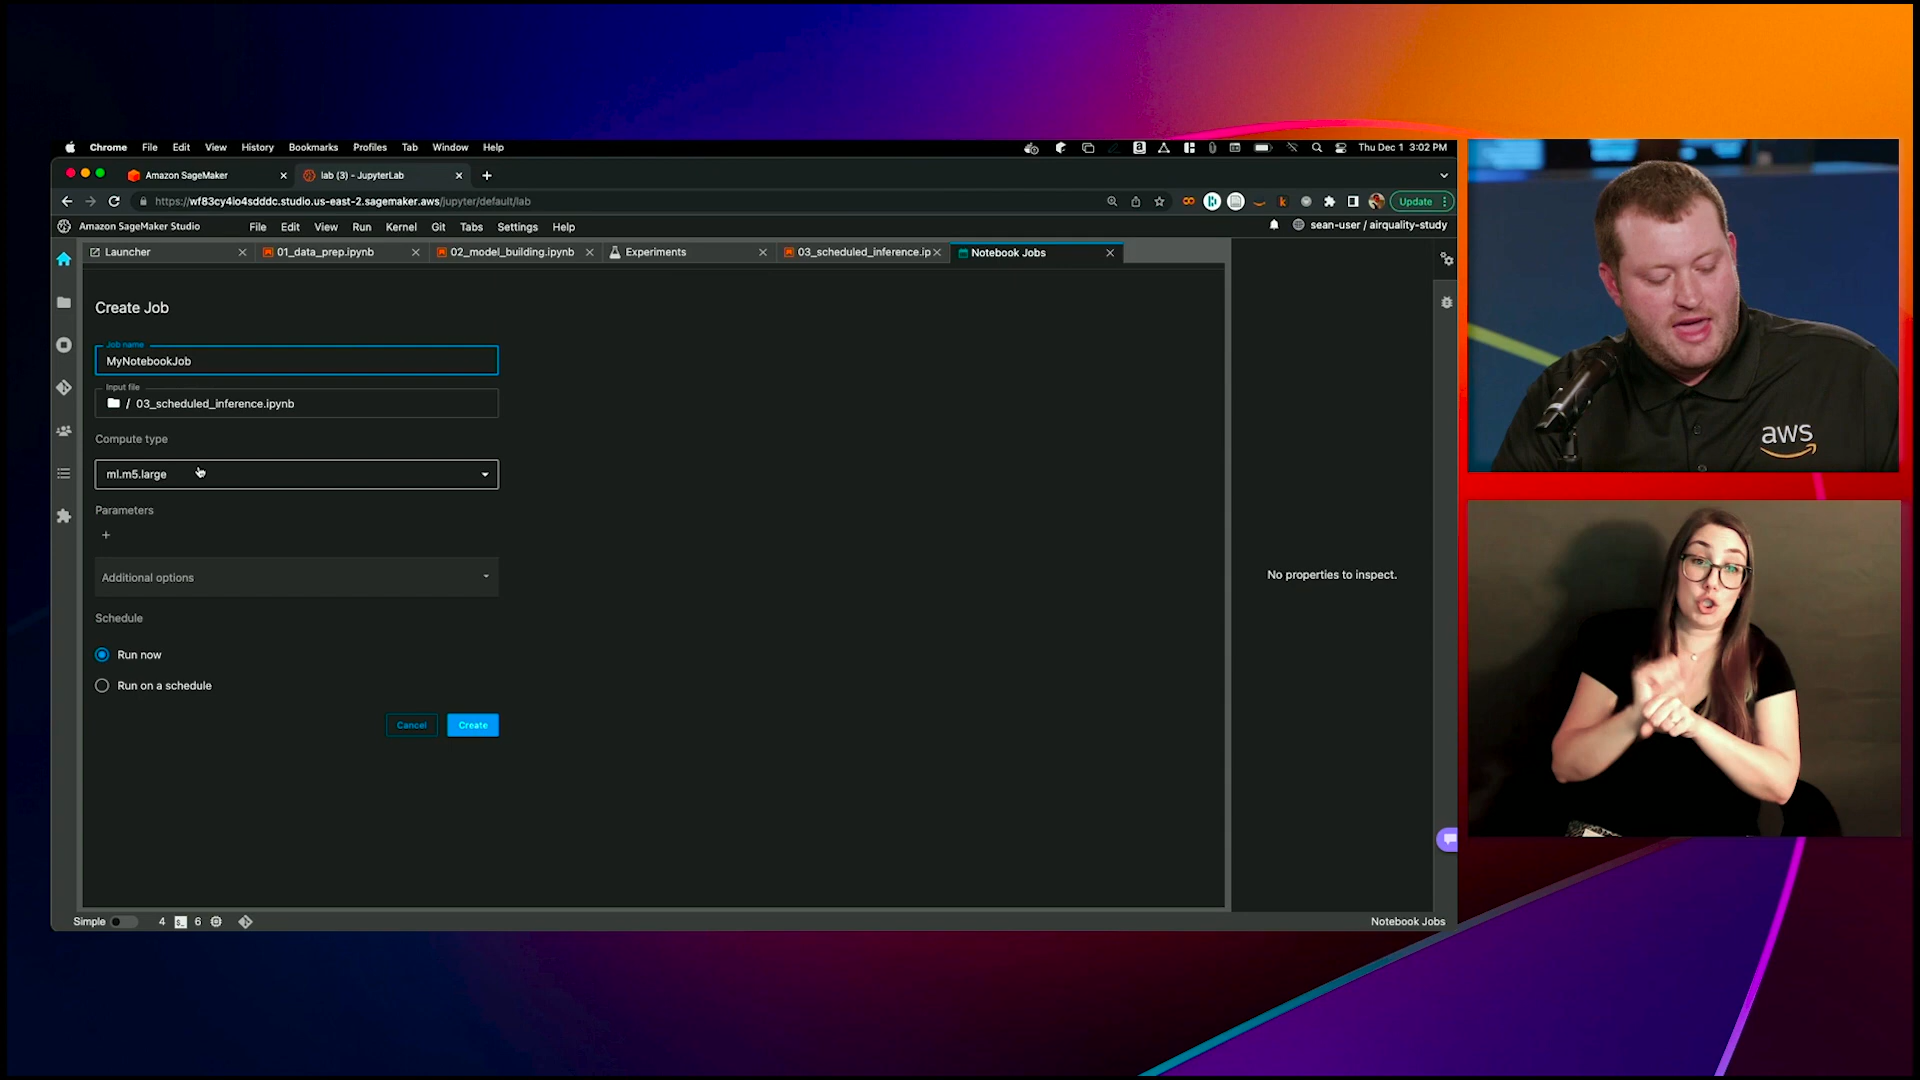 Chrome File Edit View History Bookmarks Profiles Tab Window Help
Thu Dec 1 3:02 PM
Amazon SageMaker
lab (3) - JupyterLab
https://wf83cy4io4sdddc.studio.us-east-2.sagemaker.aws/jupyter/default/lab
Update
Amazon SageMaker Studio
File Edit View Run Kernel Git Tabs Settings Help
sean-user / airquality-study
Launcher
01_data_prep.ipynb
02_model_building.ipynb
Experiments
03_scheduled_inference.ip
Notebook Jobs
Create Job
Job name
MyNotebookJob
Input file
/ 03_scheduled_inference.ipynb
Compute type
ml.m5.large
Parameters
+
Additional options
Schedule
Run now
Run on a schedule
Cancel
Create
No properties to inspect.
Simple
4
6
Notebook Jobs
aws